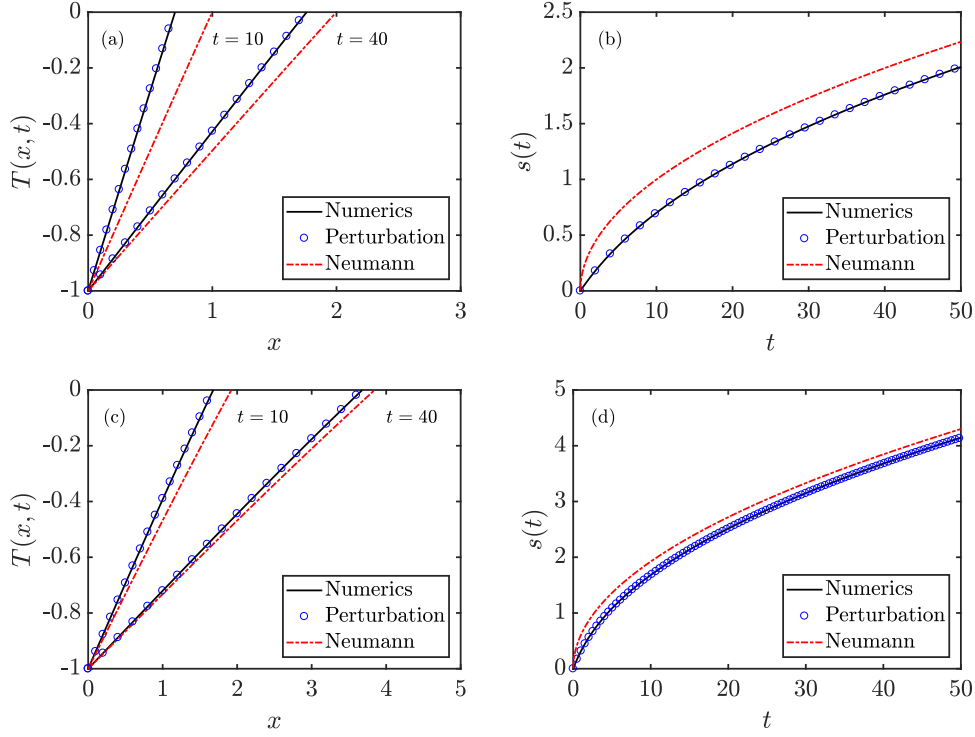 (a)
t = 10
t = 40
0
-0.2
-0.4
-0.6
-0.8
-1
T(x, t)
Numerics
Perturbation
Neumann
0 1 2 3
x
(b)
2.5
2
1.5
1
0.5
0
s(t)
Numerics
Perturbation
Neumann
0 10 20 30 40 50
t
(c)
t = 10
t = 40
0
-0.2
-0.4
-0.6
-0.8
-1
T(x, t)
Numerics
Perturbation
Neumann
0 1 2 3 4 5
x
(d)
5
4
3
2
1
0
s(t)
Numerics
Perturbation
Neumann
0 10 20 30 40 50
t